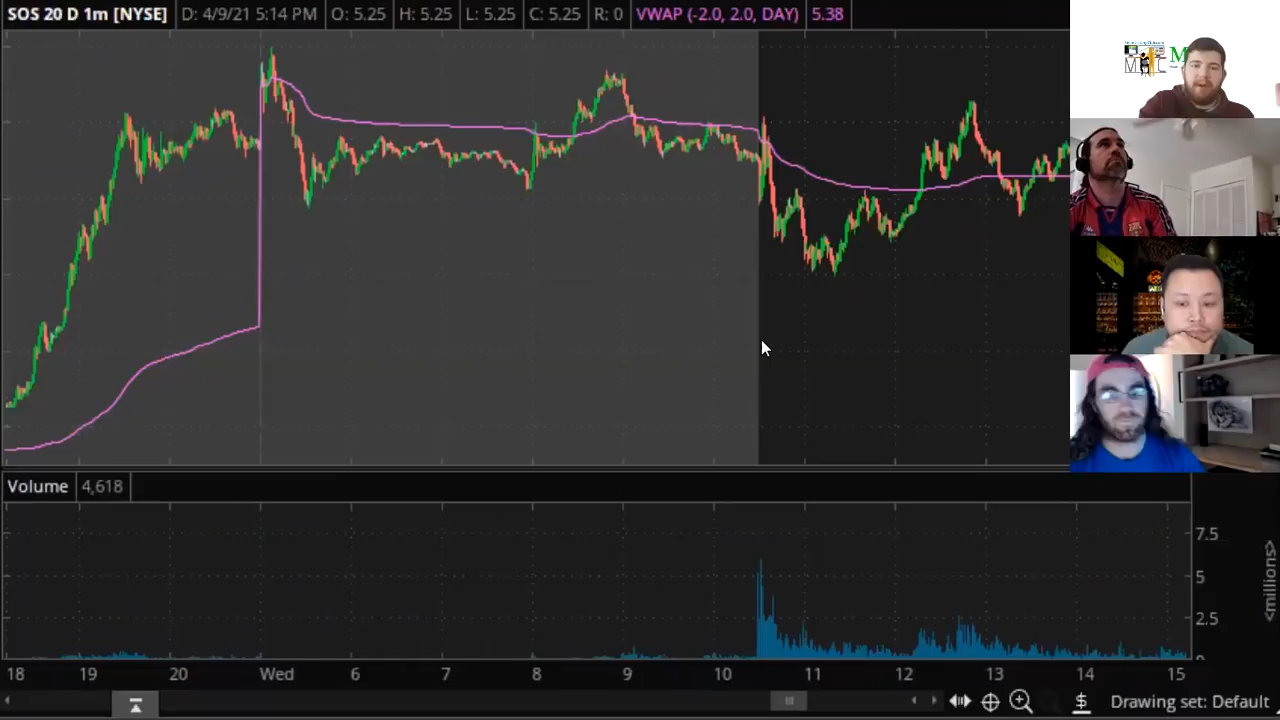 SOS 20 D 1m [NYSE] D: 4/9/21 5:14 PM O: 5.25 H: 5.25 L: 5.25 C: 5.25 R: 0 VWAP (-2.0, 2.0, DAY) 5.38
Volume 4,618
7.5
5
2.5
<millions>
18 19 20 Wed 6 7 8 9 10 11 12 13 14 15
$ Drawing set: Default